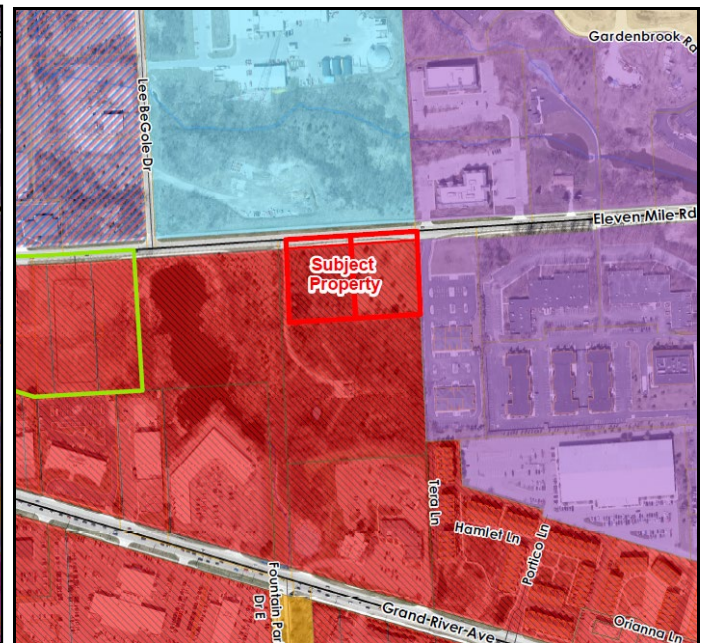 Gardenbrook Rd
Lee-BeGole-Dr
Eleven-Mile-Rd
Subject
Property
Tera Ln
Hamlet Ln
Portico Ln
Fountain Par
Dr E
Grand-River-Ave
Orianna Ln